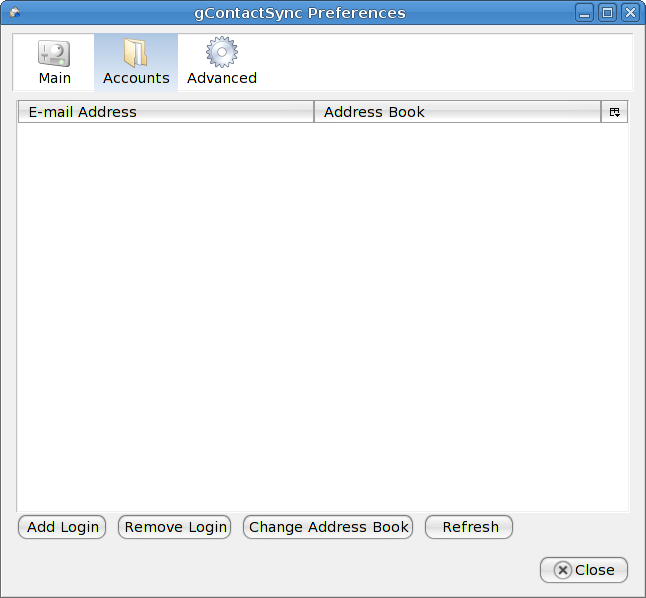 gContactSync Preferences
Main Accounts Advanced
E-mail Address Address Book
Add Login Remove Login Change Address Book Refresh
Close